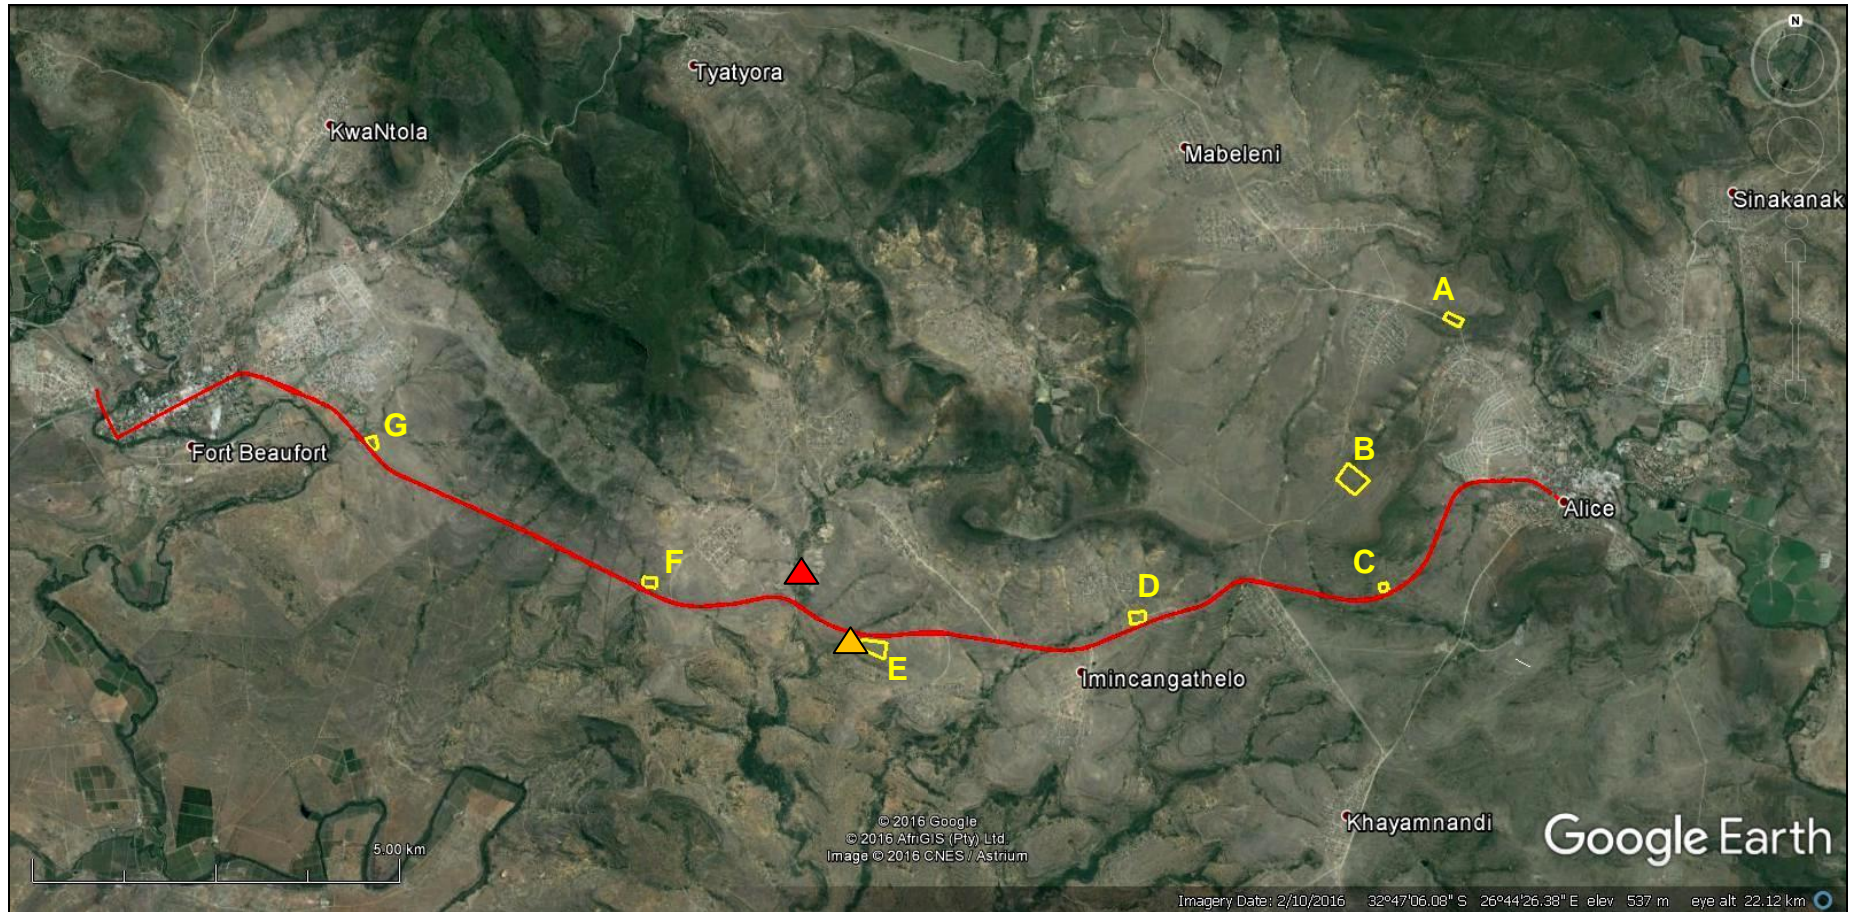 N
Tyatyora
KwaNtola
Mabeleni
Sinakanak
A
G
Fort Beaufort
B
Alice
F
C
D
E
Imincangathelo
Khayamnandi
© 2016 Google
© 2016 AfriGIS (Pty) Ltd.
Image © 2016 CNES / Astrium
Google Earth
5.00 km
Imagery Date: 2/10/2016 32°47'06.08" S 26°44'26.38" E elev 537 m eye alt 22.12 km